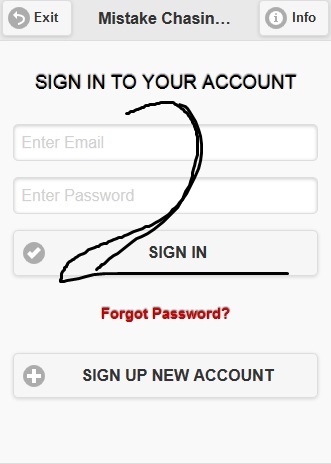 Exit Mistake Chasin... Info
SIGN IN TO YOUR ACCOUNT
Enter Email
2
Enter Password
SIGN IN
Forgot Password?
SIGN UP NEW ACCOUNT